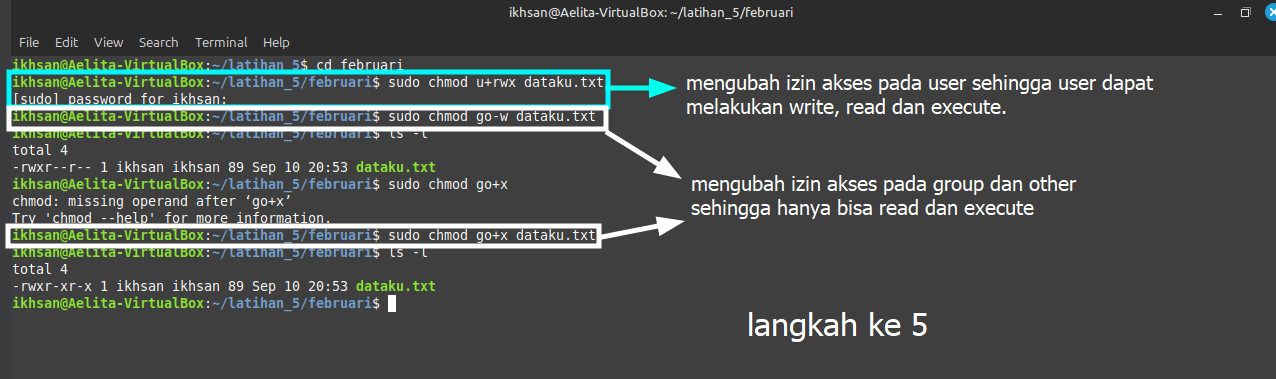 ikhsan@Aelita-VirtualBox: ~/latihan_5/februari
File Edit View Search Terminal Help
ikhsan@Aelita-VirtualBox:~/latihan_5$ cd februari
ikhsan@Aelita-VirtualBox:~/latihan_5/februari$ sudo chmod u+rwx dataku.txt
[sudo] password for ikhsan:
ikhsan@Aelita-VirtualBox:~/latihan_5/februari$ sudo chmod go-w dataku.txt
ikhsan@Aelita-VirtualBox:~/latihan_5/februari$ ls -l
total 4
-rwxr--r-- 1 ikhsan ikhsan 89 Sep 10 20:53 dataku.txt
ikhsan@Aelita-VirtualBox:~/latihan_5/februari$ sudo chmod go+x
chmod: missing operand after ‘go+x’
Try 'chmod --help' for more information.
ikhsan@Aelita-VirtualBox:~/latihan_5/februari$ sudo chmod go+x dataku.txt
ikhsan@Aelita-VirtualBox:~/latihan_5/februari$ ls -l
total 4
-rwxr-xr-x 1 ikhsan ikhsan 89 Sep 10 20:53 dataku.txt
ikhsan@Aelita-VirtualBox:~/latihan_5/februari$
mengubah izin akses pada user sehingga user dapat
melakukan write, read dan execute.
mengubah izin akses pada group dan other
sehingga hanya bisa read dan execute
langkah ke 5